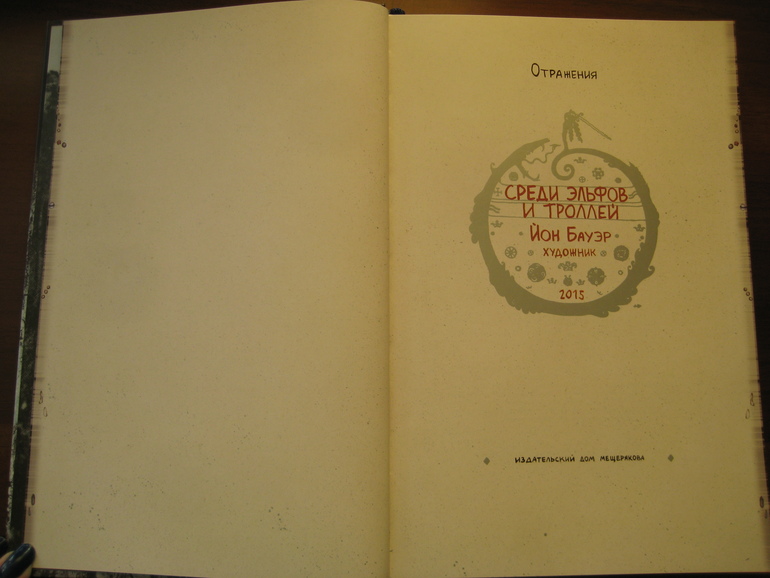 Отражения
СРЕДИ ЭЛЬФОВ
И ТРОЛЛЕЙ
Йон Бауэр
художник
2015
издательский дом мещерякова